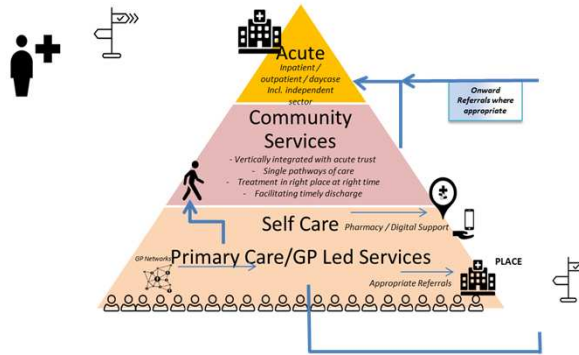 Acute
Inpatient /
outpatient / daycase
Incl. independent
sector
Onward
Referrals where
appropriate
Community
Services
- Vertically integrated with acute trust
- Single pathways of care
- Treatment in right place at right time
- Facilitating timely discharge
Self Care
Pharmacy / Digital Support
GP Networks
Primary Care/GP Led Services
PLACE
Appropriate Referrals